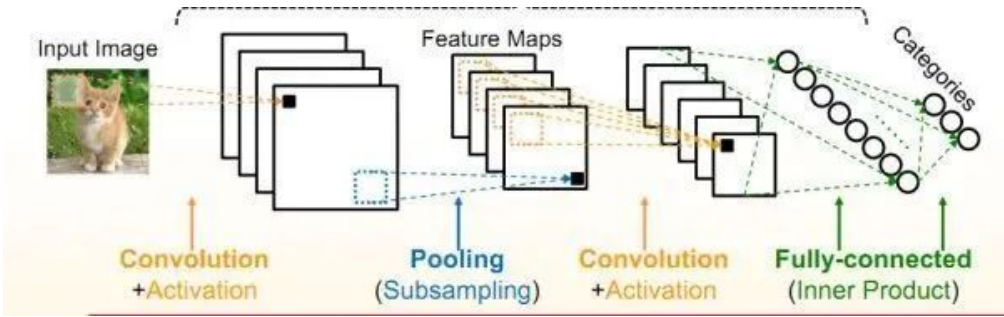 Input Image
Feature Maps
Categories
Convolution
+Activation
Pooling
(Subsampling)
Convolution
+Activation
Fully-connected
(Inner Product)